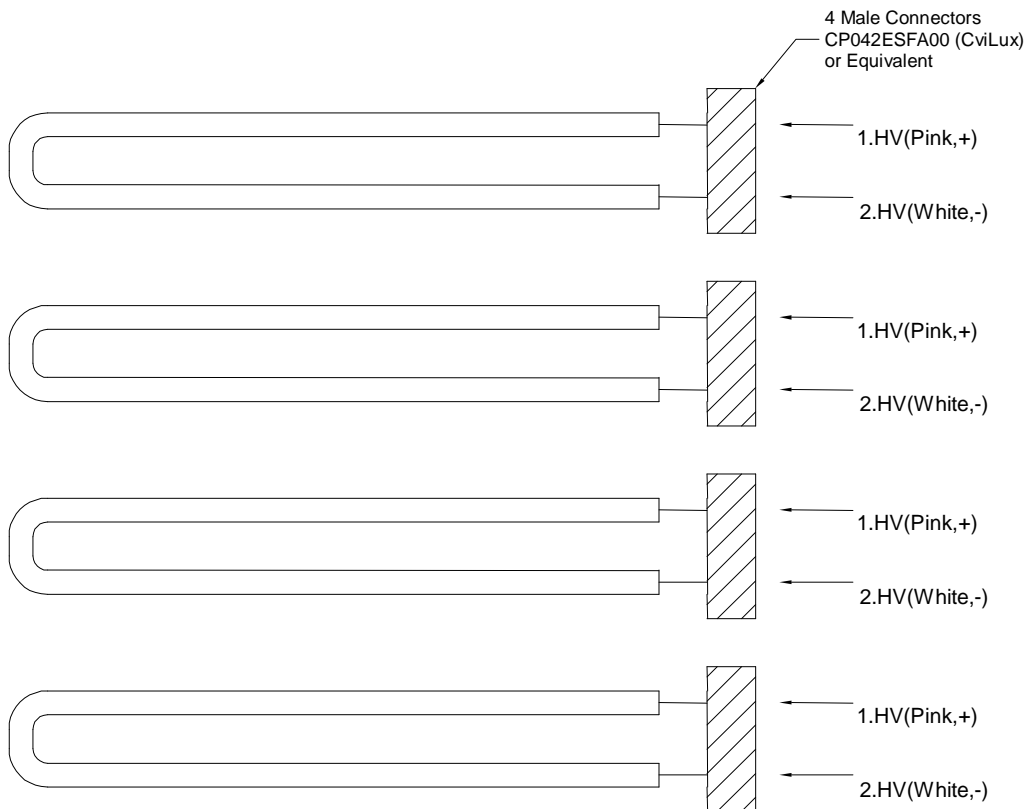 4 Male Connectors
CP042ESFA00 (CviLux)
or Equivalent
1.HV(Pink,+)
2.HV(White,-)
1.HV(Pink,+)
2.HV(White,-)
1.HV(Pink,+)
2.HV(White,-)
1.HV(Pink,+)
2.HV(White,-)